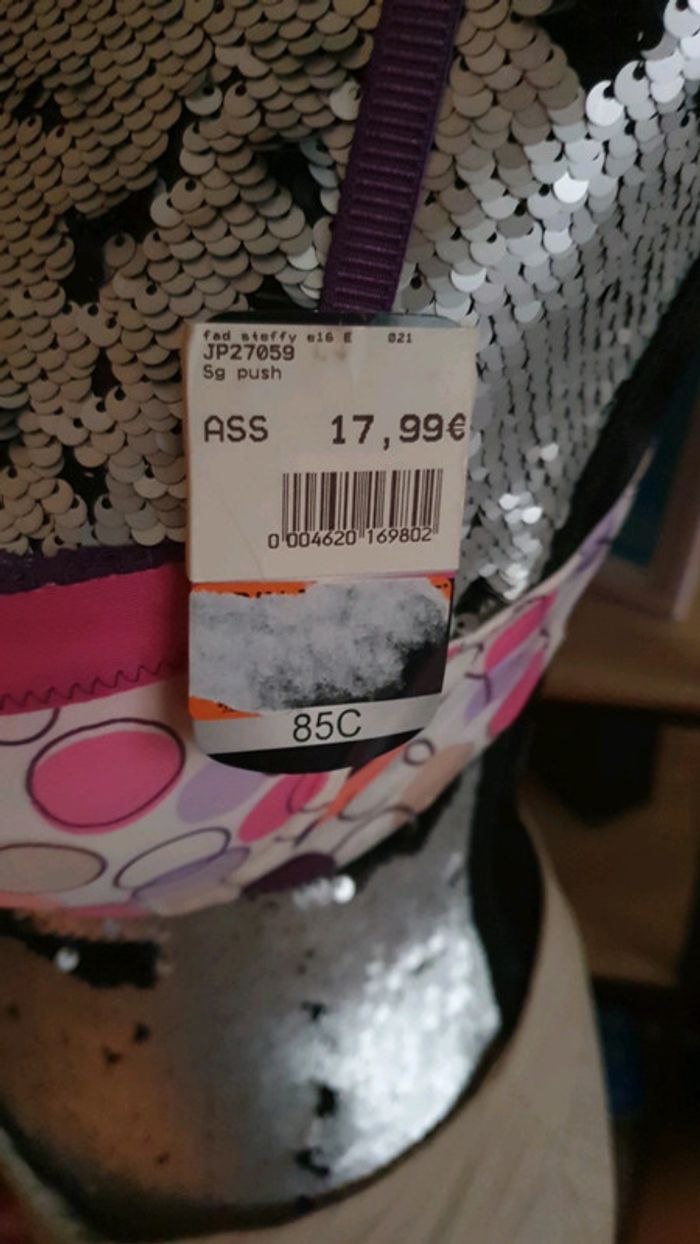 fad steffy e16 E 021
JP27059
Sg push
ASS 17,99€
0 004620 169802
85C